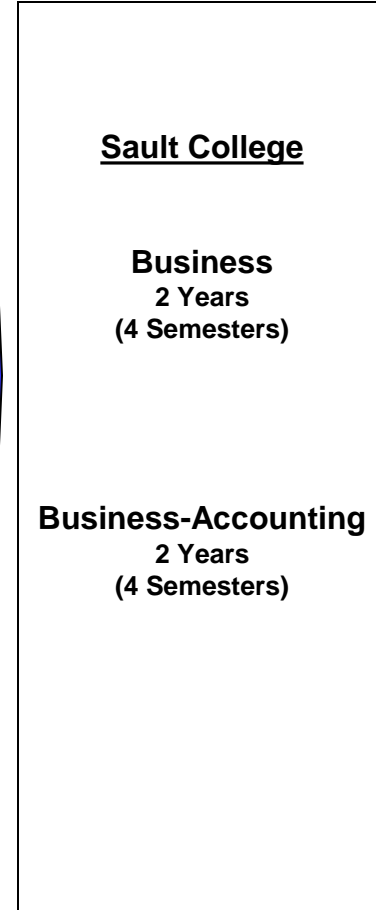 Sault College
Business
2 Years
(4 Semesters)
Business-Accounting
2 Years
(4 Semesters)